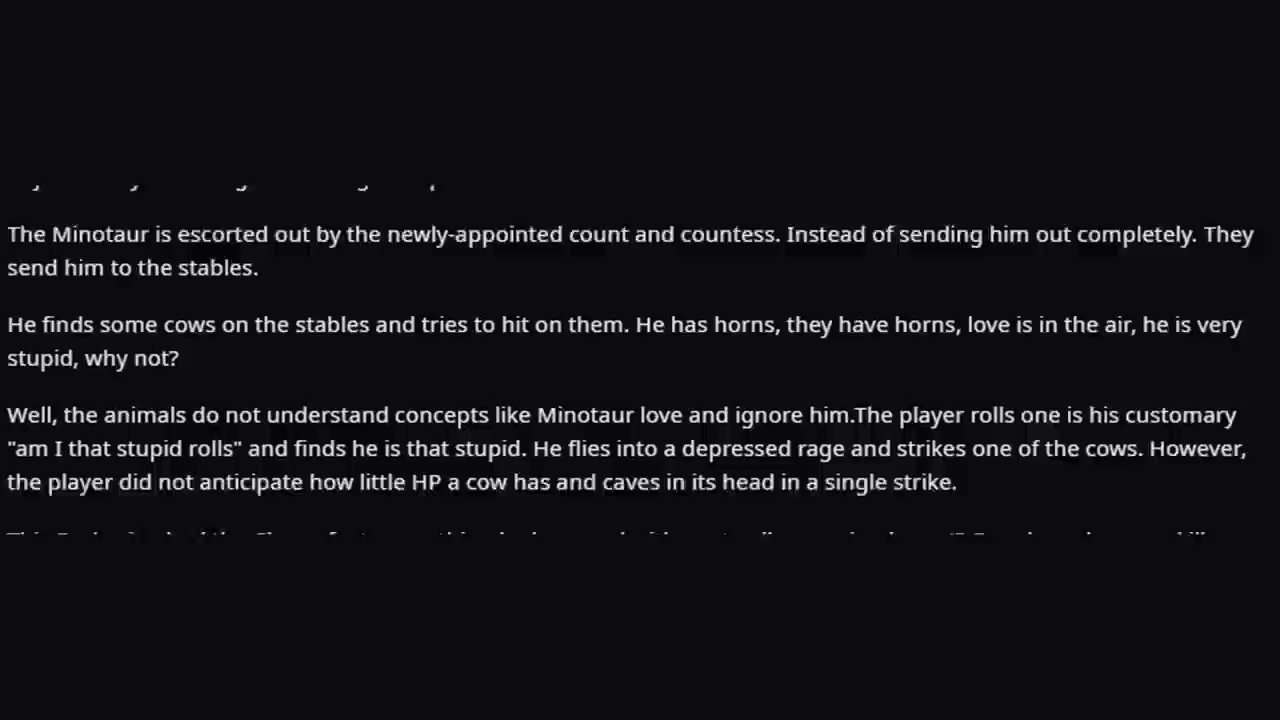 The Minotaur is escorted out by the newly-appointed count and countess. Instead of sending him out completely. They
send him to the stables.
He finds some cows on the stables and tries to hit on them. He has horns, they have horns, love is in the air, he is very
stupid, why not?
Well, the animals do not understand concepts like Minotaur love and ignore him.The player rolls one is his customary
"am I that stupid rolls" and finds he is that stupid. He flies into a depressed rage and strikes one of the cows. However,
the player did not anticipate how little HP a cow has and caves in its head in a single strike.